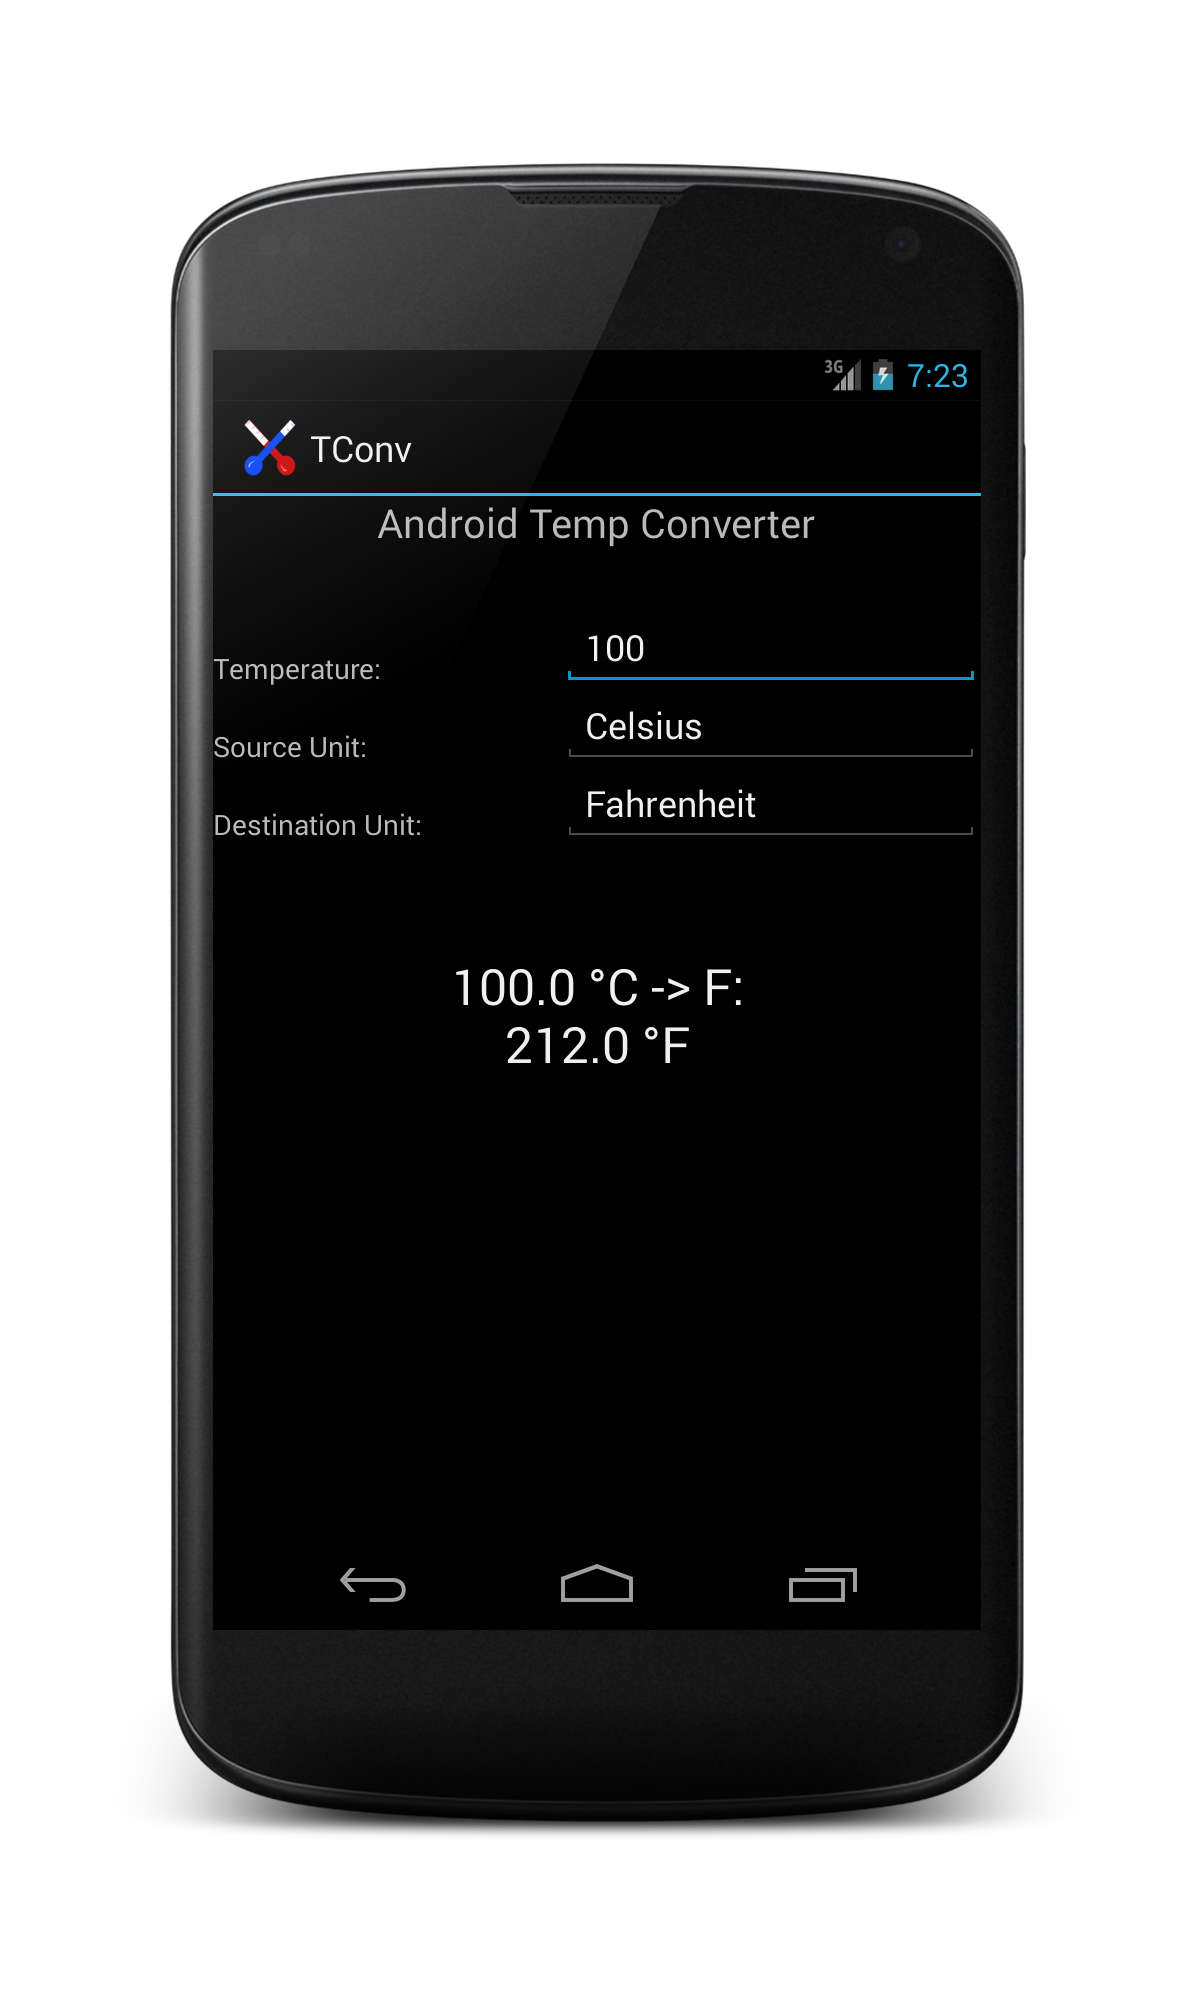 3G 7:23
TConv
Android Temp Converter
Temperature: 100
Source Unit: Celsius
Destination Unit: Fahrenheit
100.0 °C -> F:
212.0 °F